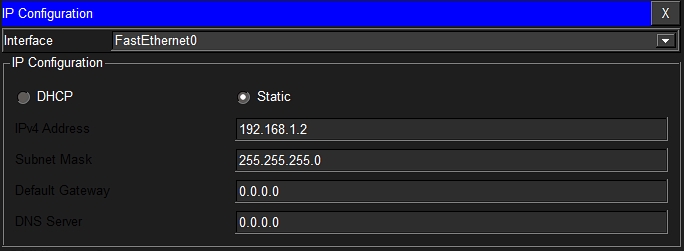 IP Configuration X
Interface FastEthernet0
IP Configuration
DHCP Static
IPv4 Address 192.168.1.2
Subnet Mask 255.255.255.0
Default Gateway 0.0.0.0
DNS Server 0.0.0.0